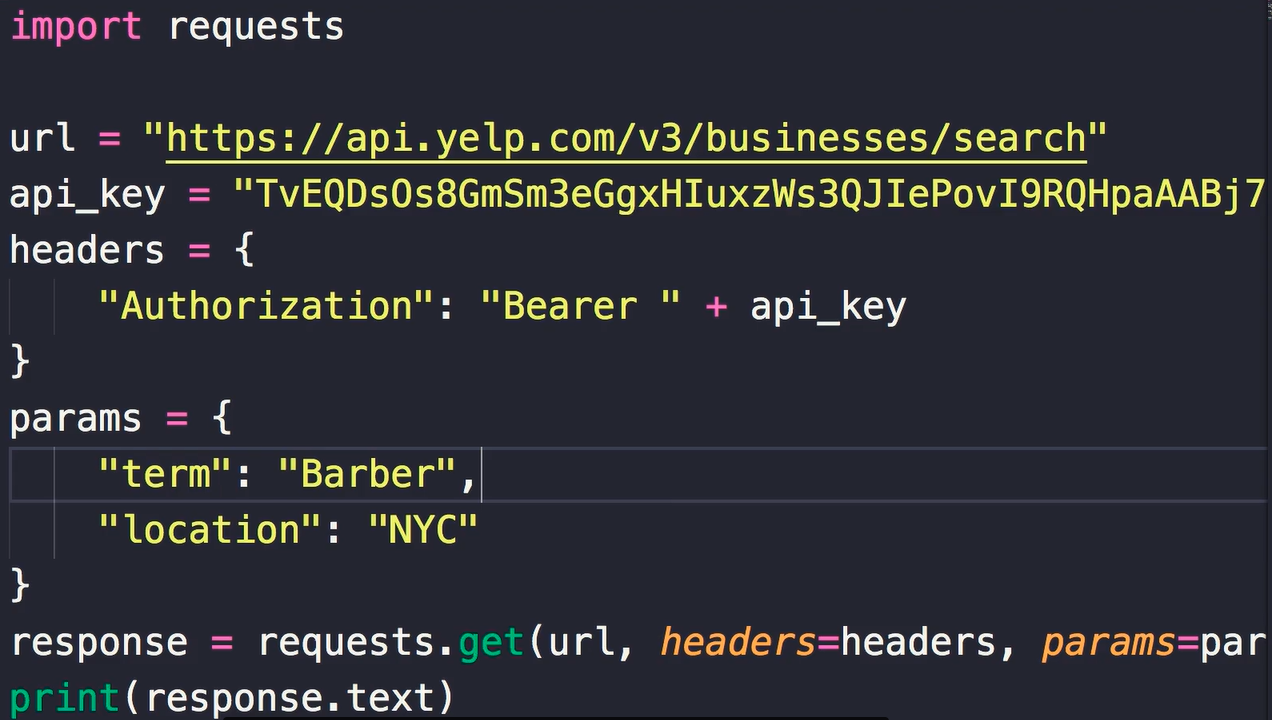 import requests
url = "https://api.yelp.com/v3/businesses/search"
api_key = "TvEQDsOs8GmSm3eGgxHIuxzWs3QJIePovI9RQHpaAABj7
headers = {
"Authorization": "Bearer " + api_key
}
params = {
"term": "Barber",
"location": "NYC"
}
response = requests.get(url, headers=headers, params=par
print(response.text)